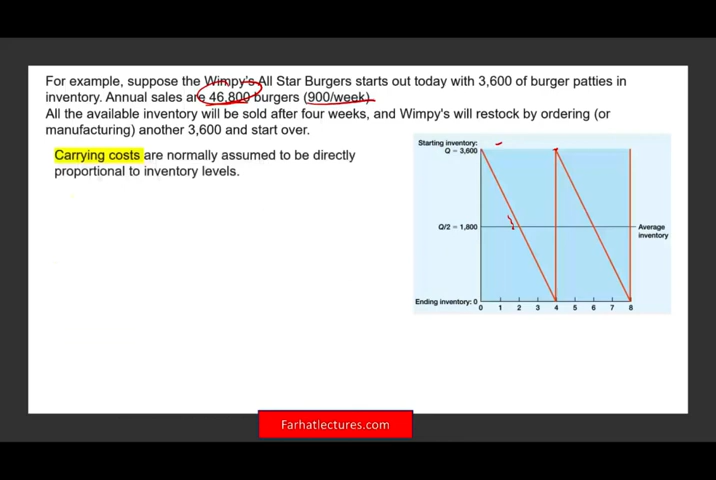 For example, suppose the Wimpy's All Star Burgers starts out today with 3,600 of burger patties in
inventory. Annual sales are 46,800 burgers (900/week).
All the available inventory will be sold after four weeks, and Wimpy's will restock by ordering (or
manufacturing) another 3,600 and start over.
Carrying costs are normally assumed to be directly
proportional to inventory levels.
Starting inventory:
Q = 3,600
Q/2 = 1,800
Average
inventory
Ending inventory: 0
0 1 2 3 4 5 6 7 8
Farhatlectures.com